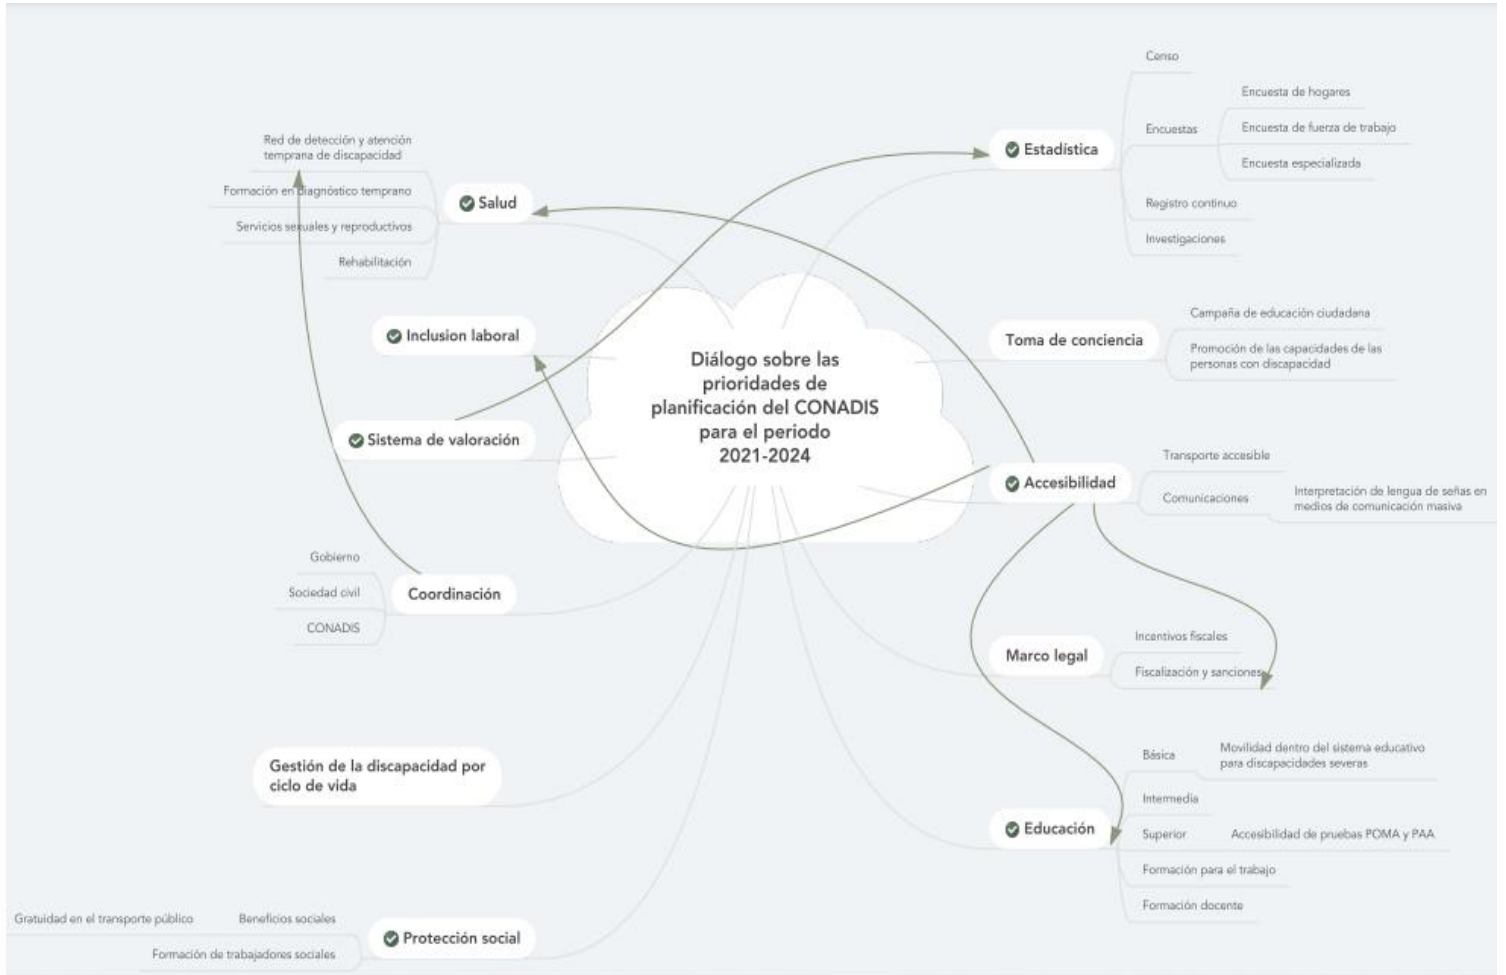 Diálogo sobre las
prioridades de
planificación del CONADIS
para el periodo
2021-2024
Estadística
Censo
Encuestas
Encuesta de hogares
Encuesta de fuerza de trabajo
Encuesta especializada
Registro continuo
Investigaciones
Toma de conciencia
Campaña de educación ciudadana
Promoción de las capacidades de las
personas con discapacidad
Accesibilidad
Transporte accesible
Comunicaciones
Interpretación de lengua de señas en
medios de comunicación masiva
Marco legal
Incentivos fiscales
Fiscalización y sanciones
Educación
Básica
Movilidad dentro del sistema educativo
para discapacidades severas
Intermedia
Superior
Accesibilidad de pruebas POMA y PAA
Formación para el trabajo
Formación docente
Salud
Red de detección y atención
temprana de discapacidad
Formación en diagnóstico temprano
Servicios sexuales y reproductivos
Rehabilitación
Inclusion laboral
Sistema de valoración
Coordinación
Gobierno
Sociedad civil
CONADIS
Gestión de la discapacidad por
ciclo de vida
Protección social
Beneficios sociales
Gratuidad en el transporte público
Formación de trabajadores sociales